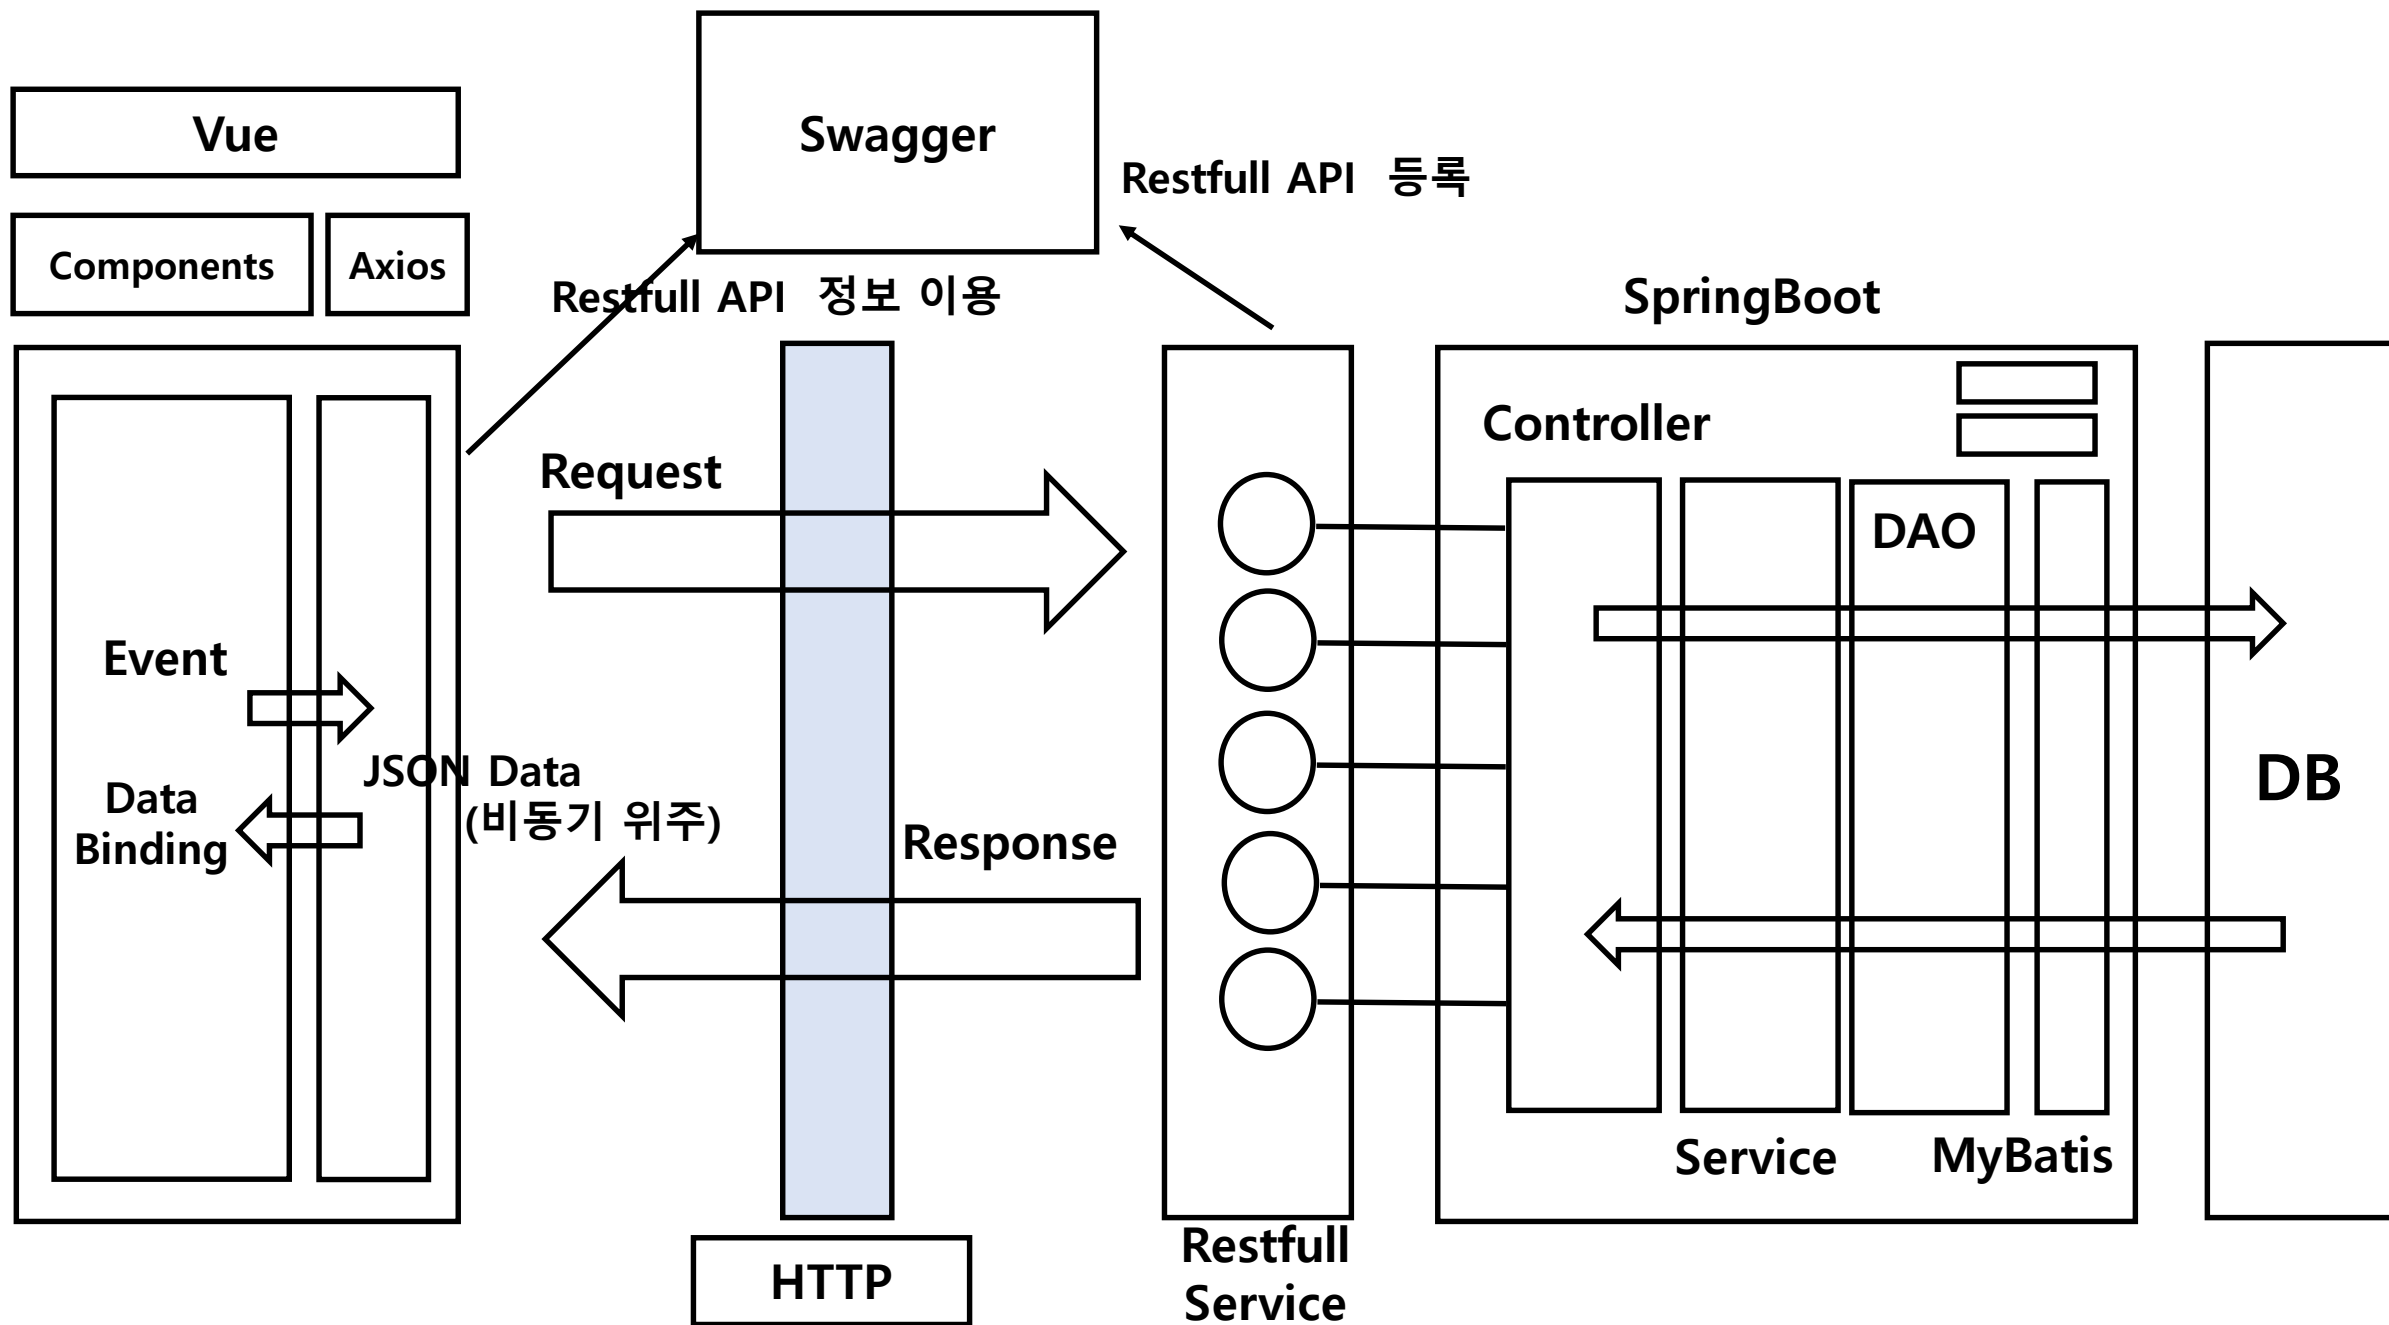 Vue
Swagger
Restfull API 등록
Components
Axios
Restfull API 정보 이용
SpringBoot
Controller
Request
DAO
Event
JSON Data
(비동기 위주)
Data
Binding
Response
DB
Service
MyBatis
HTTP
Restfull
Service